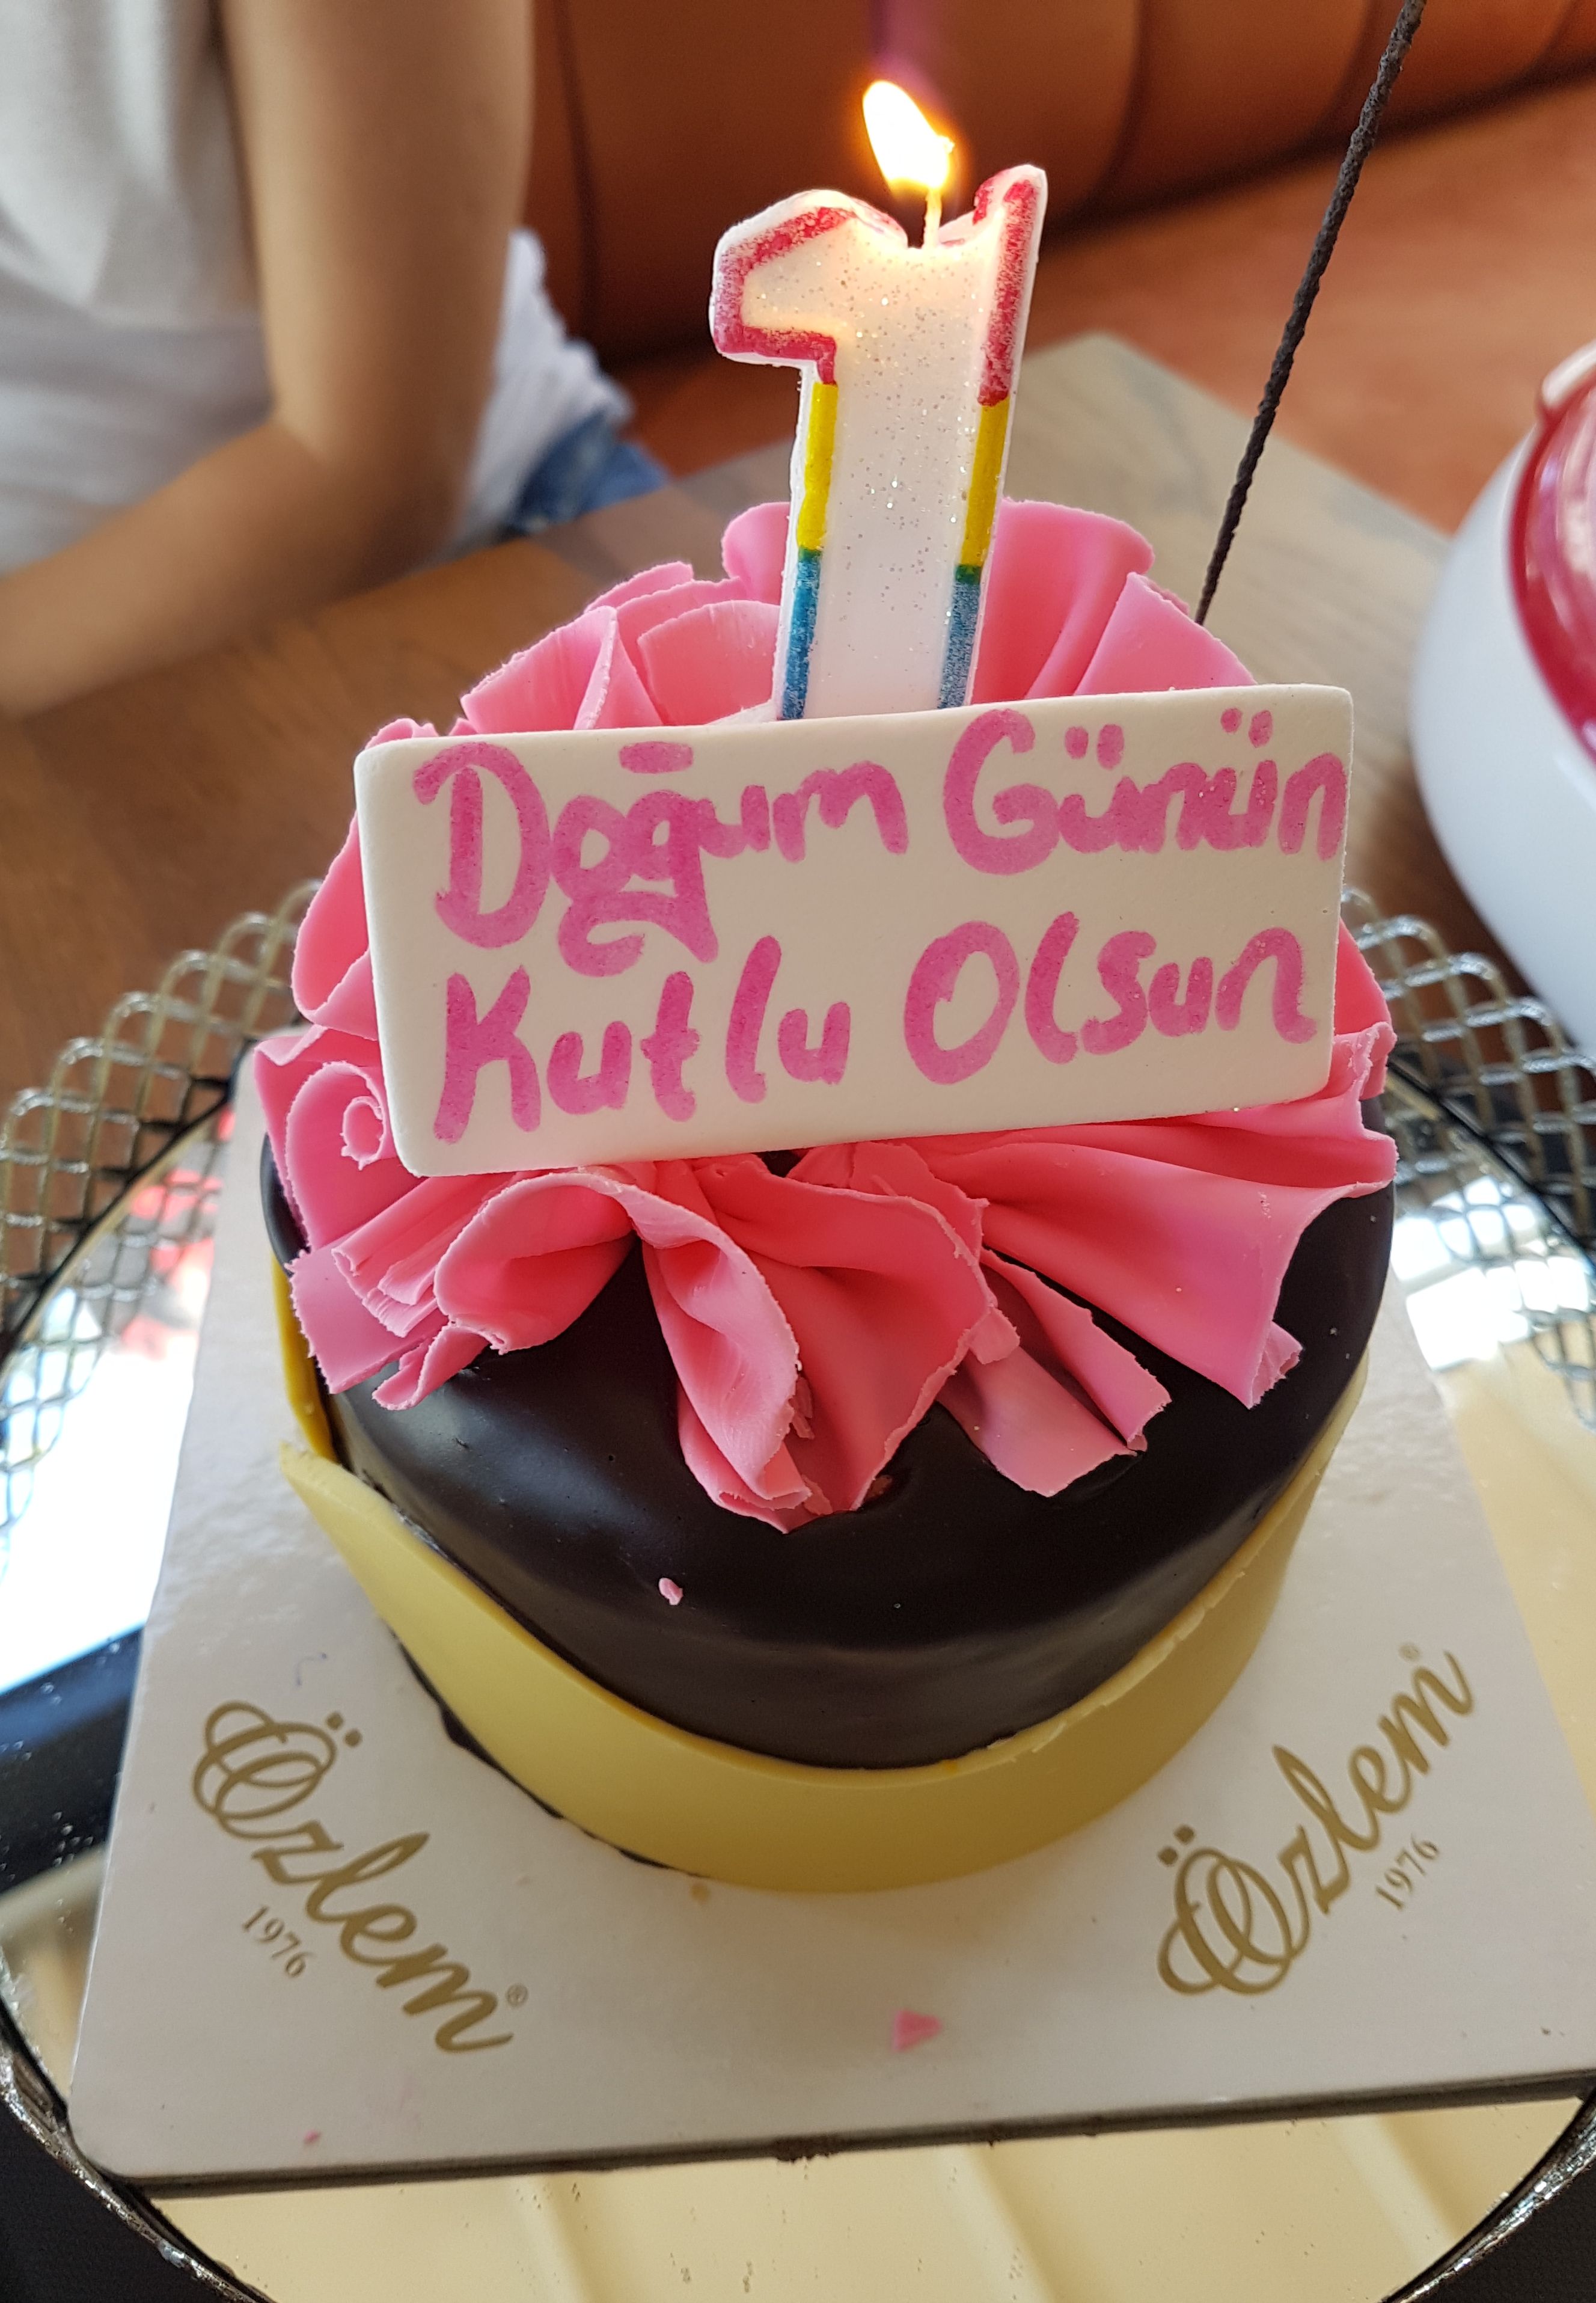 1
Doğum Günün
Kutlu Olsun
Özlem®
1976
Özlem®
1976